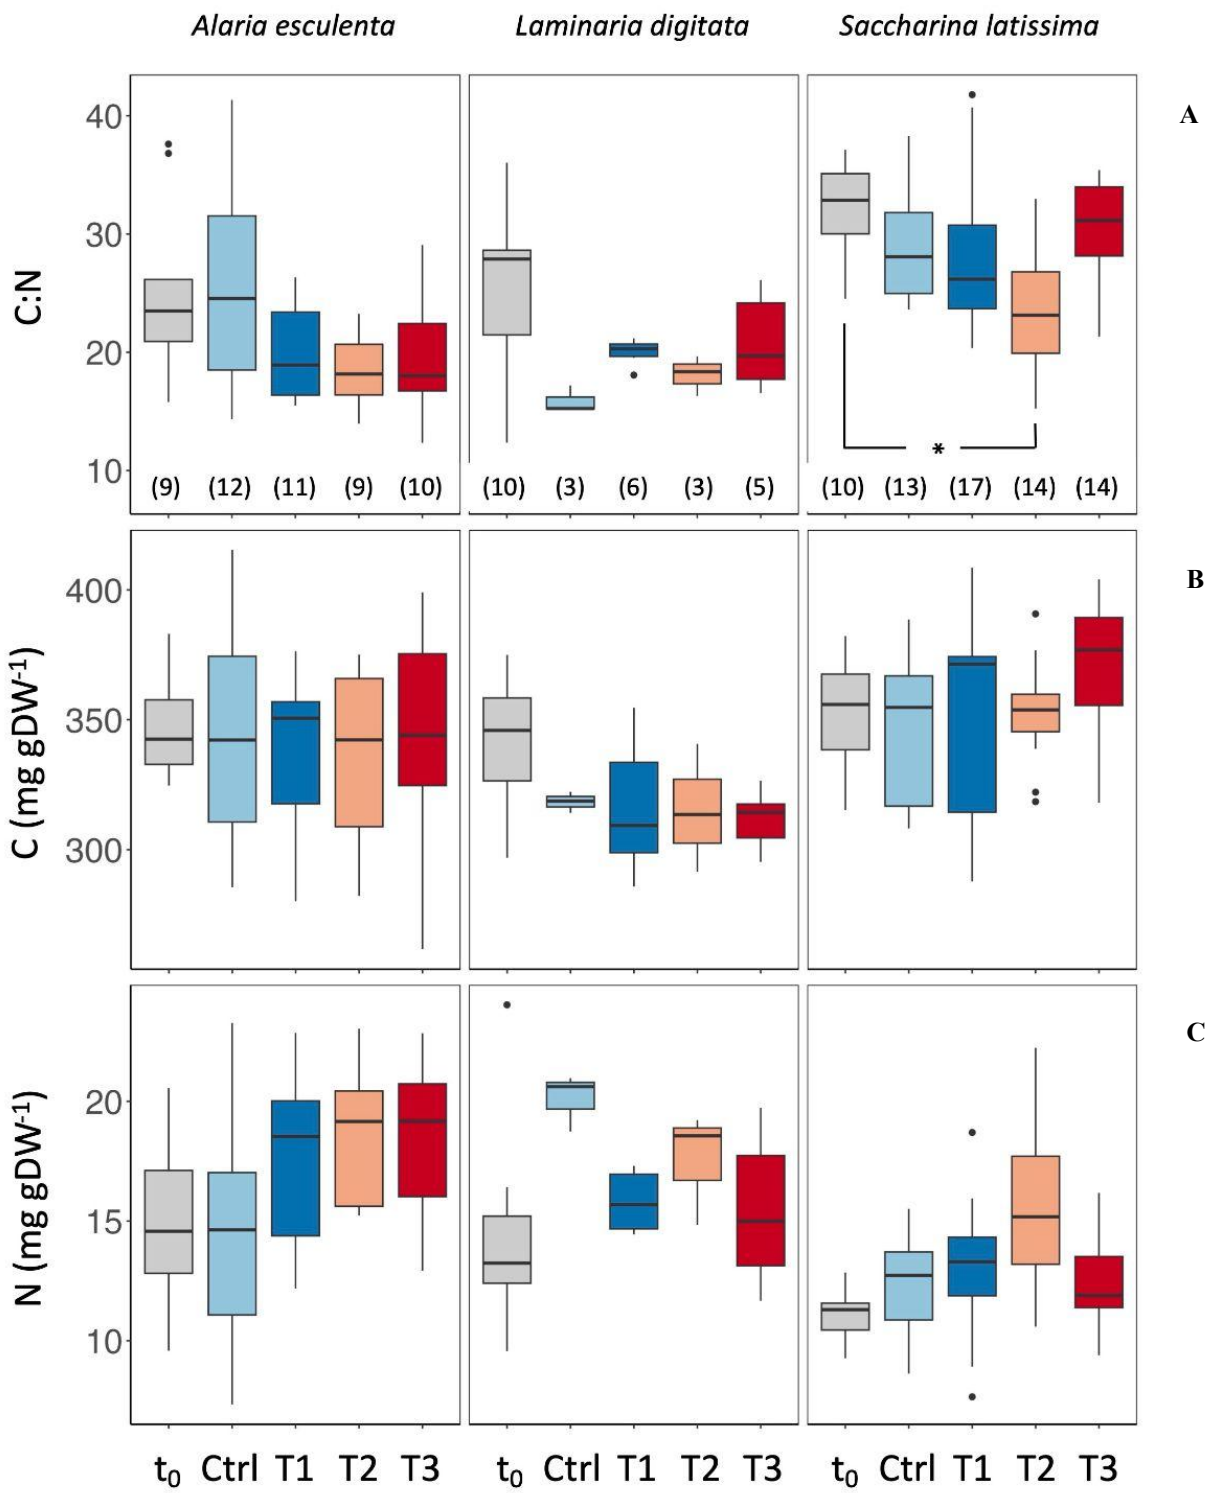 Alaria esculenta Laminaria digitata Saccharina latissima
A
C:N
40
30
20
10
*
(9) (12) (11) (9) (10) (10) (3) (6) (3) (5) (10) (13) (17) (14) (14)
B
C (mg gDW⁻¹)
400
350
300
C
N (mg gDW⁻¹)
20
15
10
t₀ Ctrl T1 T2 T3 t₀ Ctrl T1 T2 T3 t₀ Ctrl T1 T2 T3